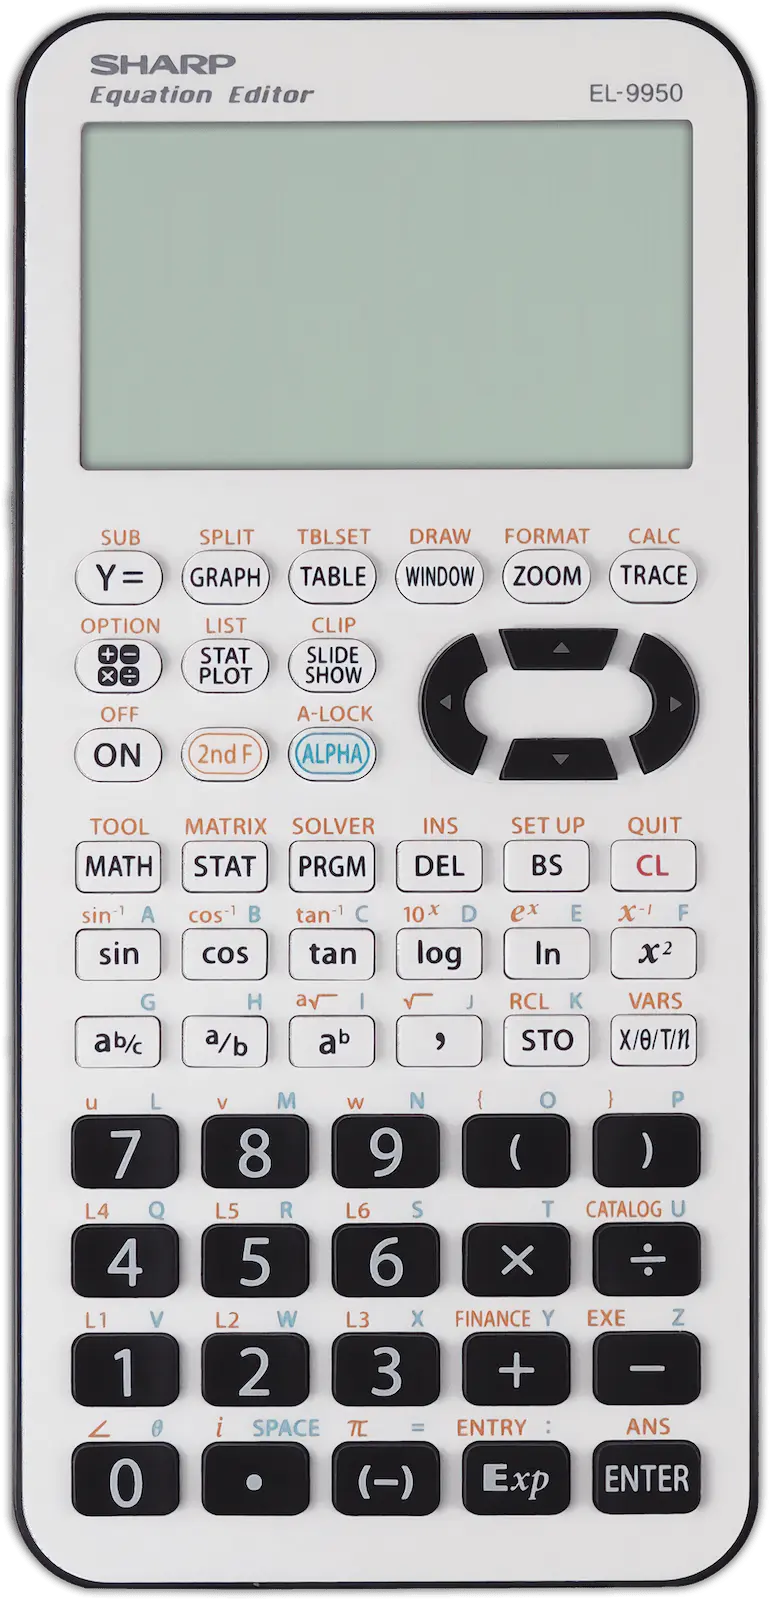 SHARP
Equation Editor EL-9950
SUB SPLIT TBLSET DRAW FORMAT CALC
Y= GRAPH TABLE WINDOW ZOOM TRACE
OPTION LIST CLIP
+ − × ÷ STAT PLOT SLIDE SHOW
OFF A-LOCK
ON 2nd F ALPHA
TOOL MATRIX SOLVER INS SET UP QUIT
MATH STAT PRGM DEL BS CL
sin⁻¹ A cos⁻¹ B tan⁻¹ C 10ˣ D eˣ E x⁻¹ F
sin cos tan log ln x²
G H a√ I √ J RCL K VARS
ab/c a/b aᵇ , STO X/θ/T/n
u L v M w N { O } P
7 8 9 ( )
L4 Q L5 R L6 S T CATALOG U
4 5 6 × ÷
L1 V L2 W L3 X FINANCE Y EXE Z
1 2 3 + −
∠ θ i SPACE π = ENTRY : ANS
0 • (−) Exp ENTER